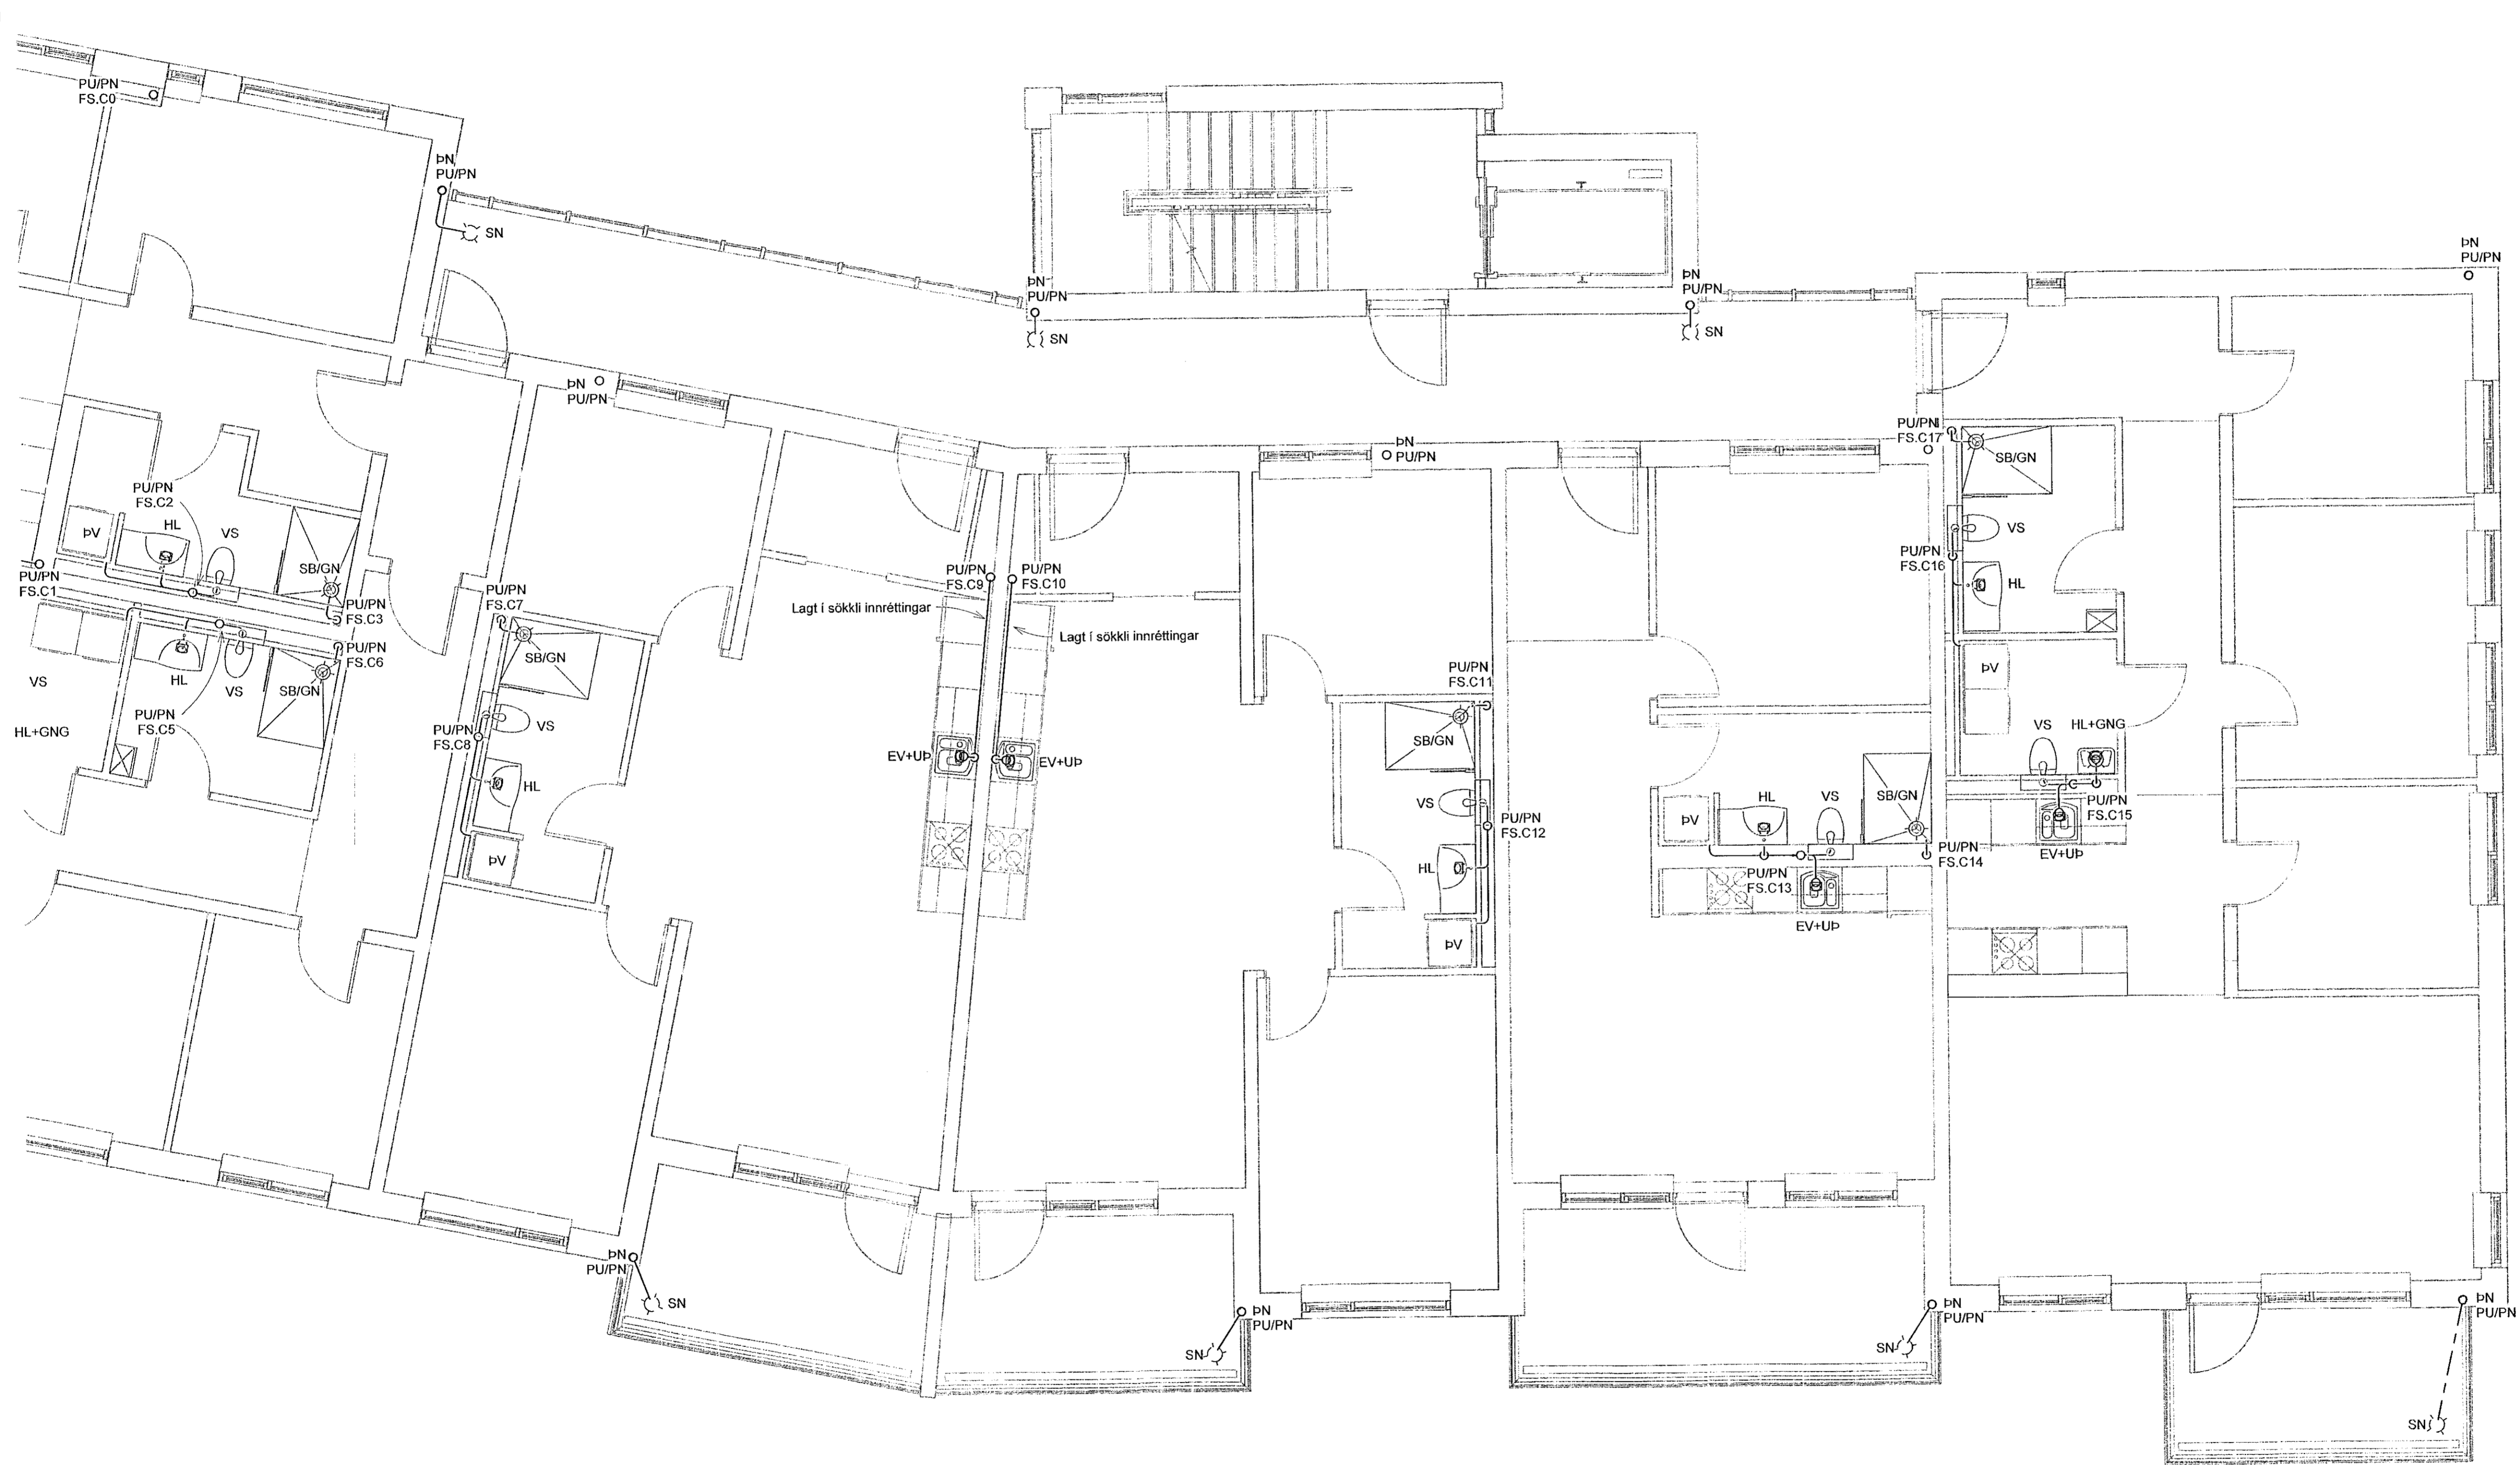 PU/PN
FS.C0
ÞN
PU/PN
SN
ÞN
PU/PN
SN
ÞN
PU/PN
SN
ÞN
PU/PN
ÞN
PU/PN
ÞN
PU/PN
PU/PN
FS.C17
SB/GN
VS
PU/PN
FS.C16
HL
PU/PN
FS.C2
ÞV
HL
VS
SB/GN
PU/PN
FS.C1
PU/PN
FS.C3
PU/PN
FS.C6
VS
HL
VS
SB/GN
HL+GNG
PU/PN
FS.C5
PU/PN
FS.C7
SB/GN
VS
PU/PN
FS.C8
HL
ÞV
PU/PN
FS.C9
PU/PN
FS.C10
Lagt í sökkli innréttingar
Lagt í sökkli innréttingar
EV+UÞ
EV+UÞ
PU/PN
FS.C11
SB/GN
VS
PU/PN
FS.C12
HL
ÞV
ÞV
HL
VS
SB/GN
PU/PN
FS.C13
PU/PN
FS.C14
EV+UÞ
ÞV
VS
HL+GNG
PU/PN
FS.C15
EV+UÞ
ÞN
PU/PN
SN
ÞN
PU/PN
SN
ÞN
PU/PN
SN
ÞN
PU/PN
SN